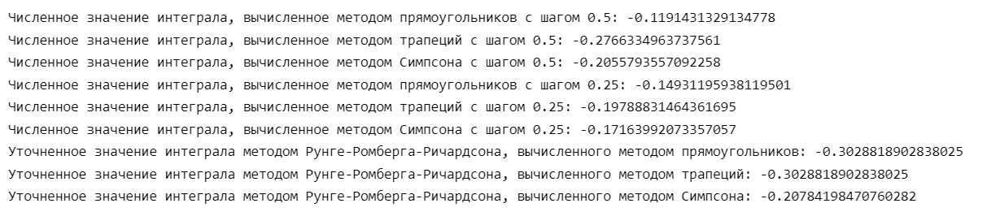 Численное значение интеграла, вычисленное методом прямоугольников с шагом 0.5: -0.1191431329134778
Численное значение интеграла, вычисленное методом трапеций с шагом 0.5: -0.2766334963737561
Численное значение интеграла, вычисленное методом Симпсона с шагом 0.5: -0.2055793557092258
Численное значение интеграла, вычисленное методом прямоугольников с шагом 0.25: -0.14931195938119501
Численное значение интеграла, вычисленное методом трапеций с шагом 0.25: -0.19788831464361695
Численное значение интеграла, вычисленное методом Симпсона с шагом 0.25: -0.17163992073357057
Уточненное значение интеграла методом Рунге-Ромберга-Ричардсона, вычисленного методом прямоугольников: -0.3028818902838025
Уточненное значение интеграла методом Рунге-Ромберга-Ричардсона, вычисленного методом трапеций: -0.3028818902838025
Уточненное значение интеграла методом Рунге-Ромберга-Ричардсона, вычисленного методом Симпсона: -0.20784198470760282